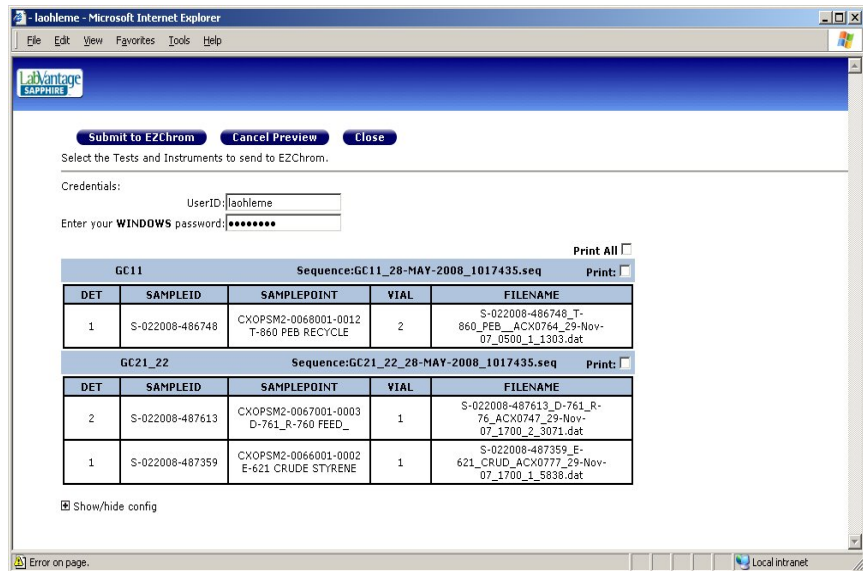 - laohleme - Microsoft Internet Explorer
File Edit View Favorites Tools Help
LabVantage
SAPPHIRE
Submit to EZChrom Cancel Preview Close
Select the Tests and Instruments to send to EZChrom.
Credentials:
UserID: laohleme
Enter your WINDOWS password: ••••••••
Print All
GC11 Sequence:GC11_28-MAY-2008_1017435.seq Print:
DET SAMPLEID SAMPLEPOINT VIAL FILENAME
1 S-022008-486748 CXOPSM2-0068001-0012 2 S-022008-486748_T-
T-860 PEB RECYCLE 860_PEB__ACX0764_29-Nov-
07_0500_1_1303.dat
GC21_22 Sequence:GC21_22_28-MAY-2008_1017435.seq Print:
DET SAMPLEID SAMPLEPOINT VIAL FILENAME
2 S-022008-487613 CXOPSM2-0067001-0003 1 S-022008-487613_D-761_R-
D-761_R-760 FEED_ 76_ACX0747_29-Nov-
07_1700_2_3071.dat
1 S-022008-487359 CXOPSM2-0066001-0002 1 S-022008-487359_E-
E-621 CRUDE STYRENE 621_CRUD_ACX0777_29-Nov-
07_1700_1_5838.dat
Show/hide config
Error on page. Local intranet